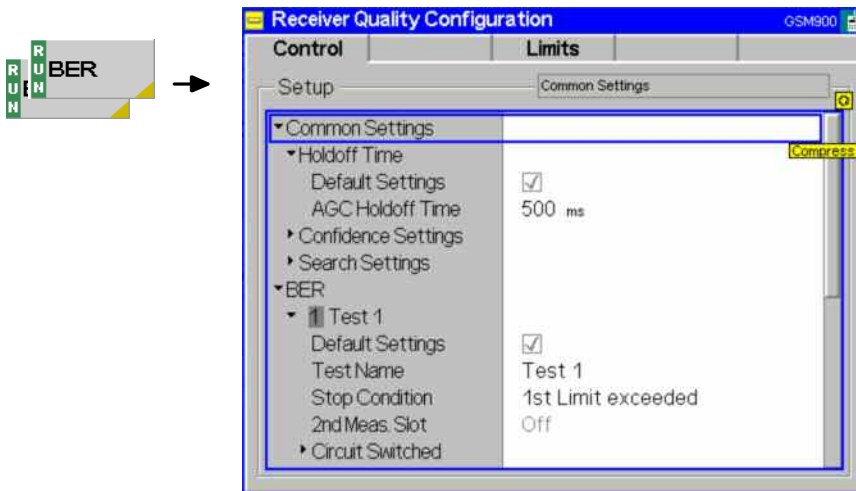 RUN BER
RUN
Receiver Quality Configuration GSM900
Control Limits
Setup Common Settings
Common Settings
Compress
Holdoff Time
Default Settings
AGC Holdoff Time 500 ms
Confidence Settings
Search Settings
BER
1 Test 1
Default Settings
Test Name Test 1
Stop Condition 1st Limit exceeded
2nd Meas. Slot Off
Circuit Switched